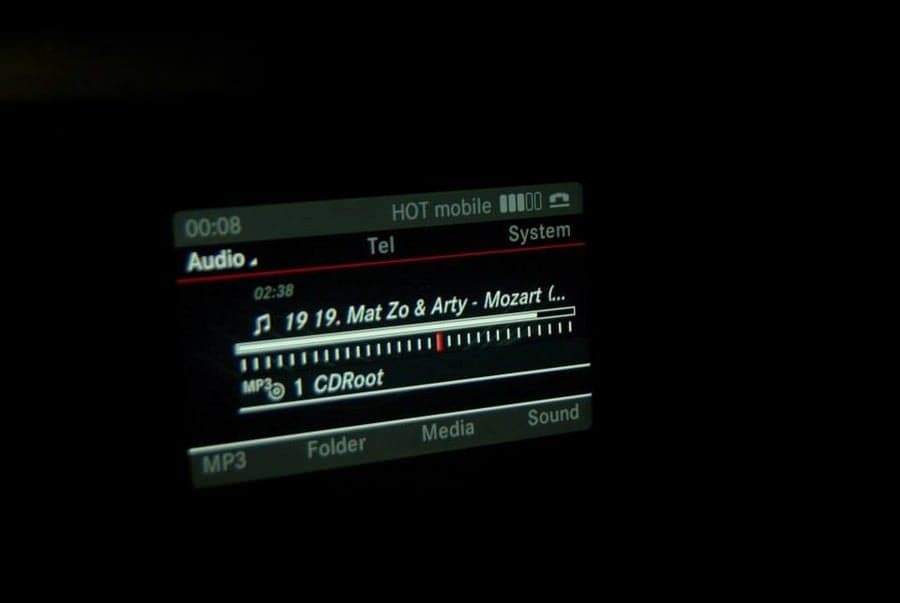 00:08 HOT mobile
Audio Tel System
02:38
19 19. Mat Zo & Arty - Mozart (...
MP3 1 CDRoot
MP3 Folder Media Sound